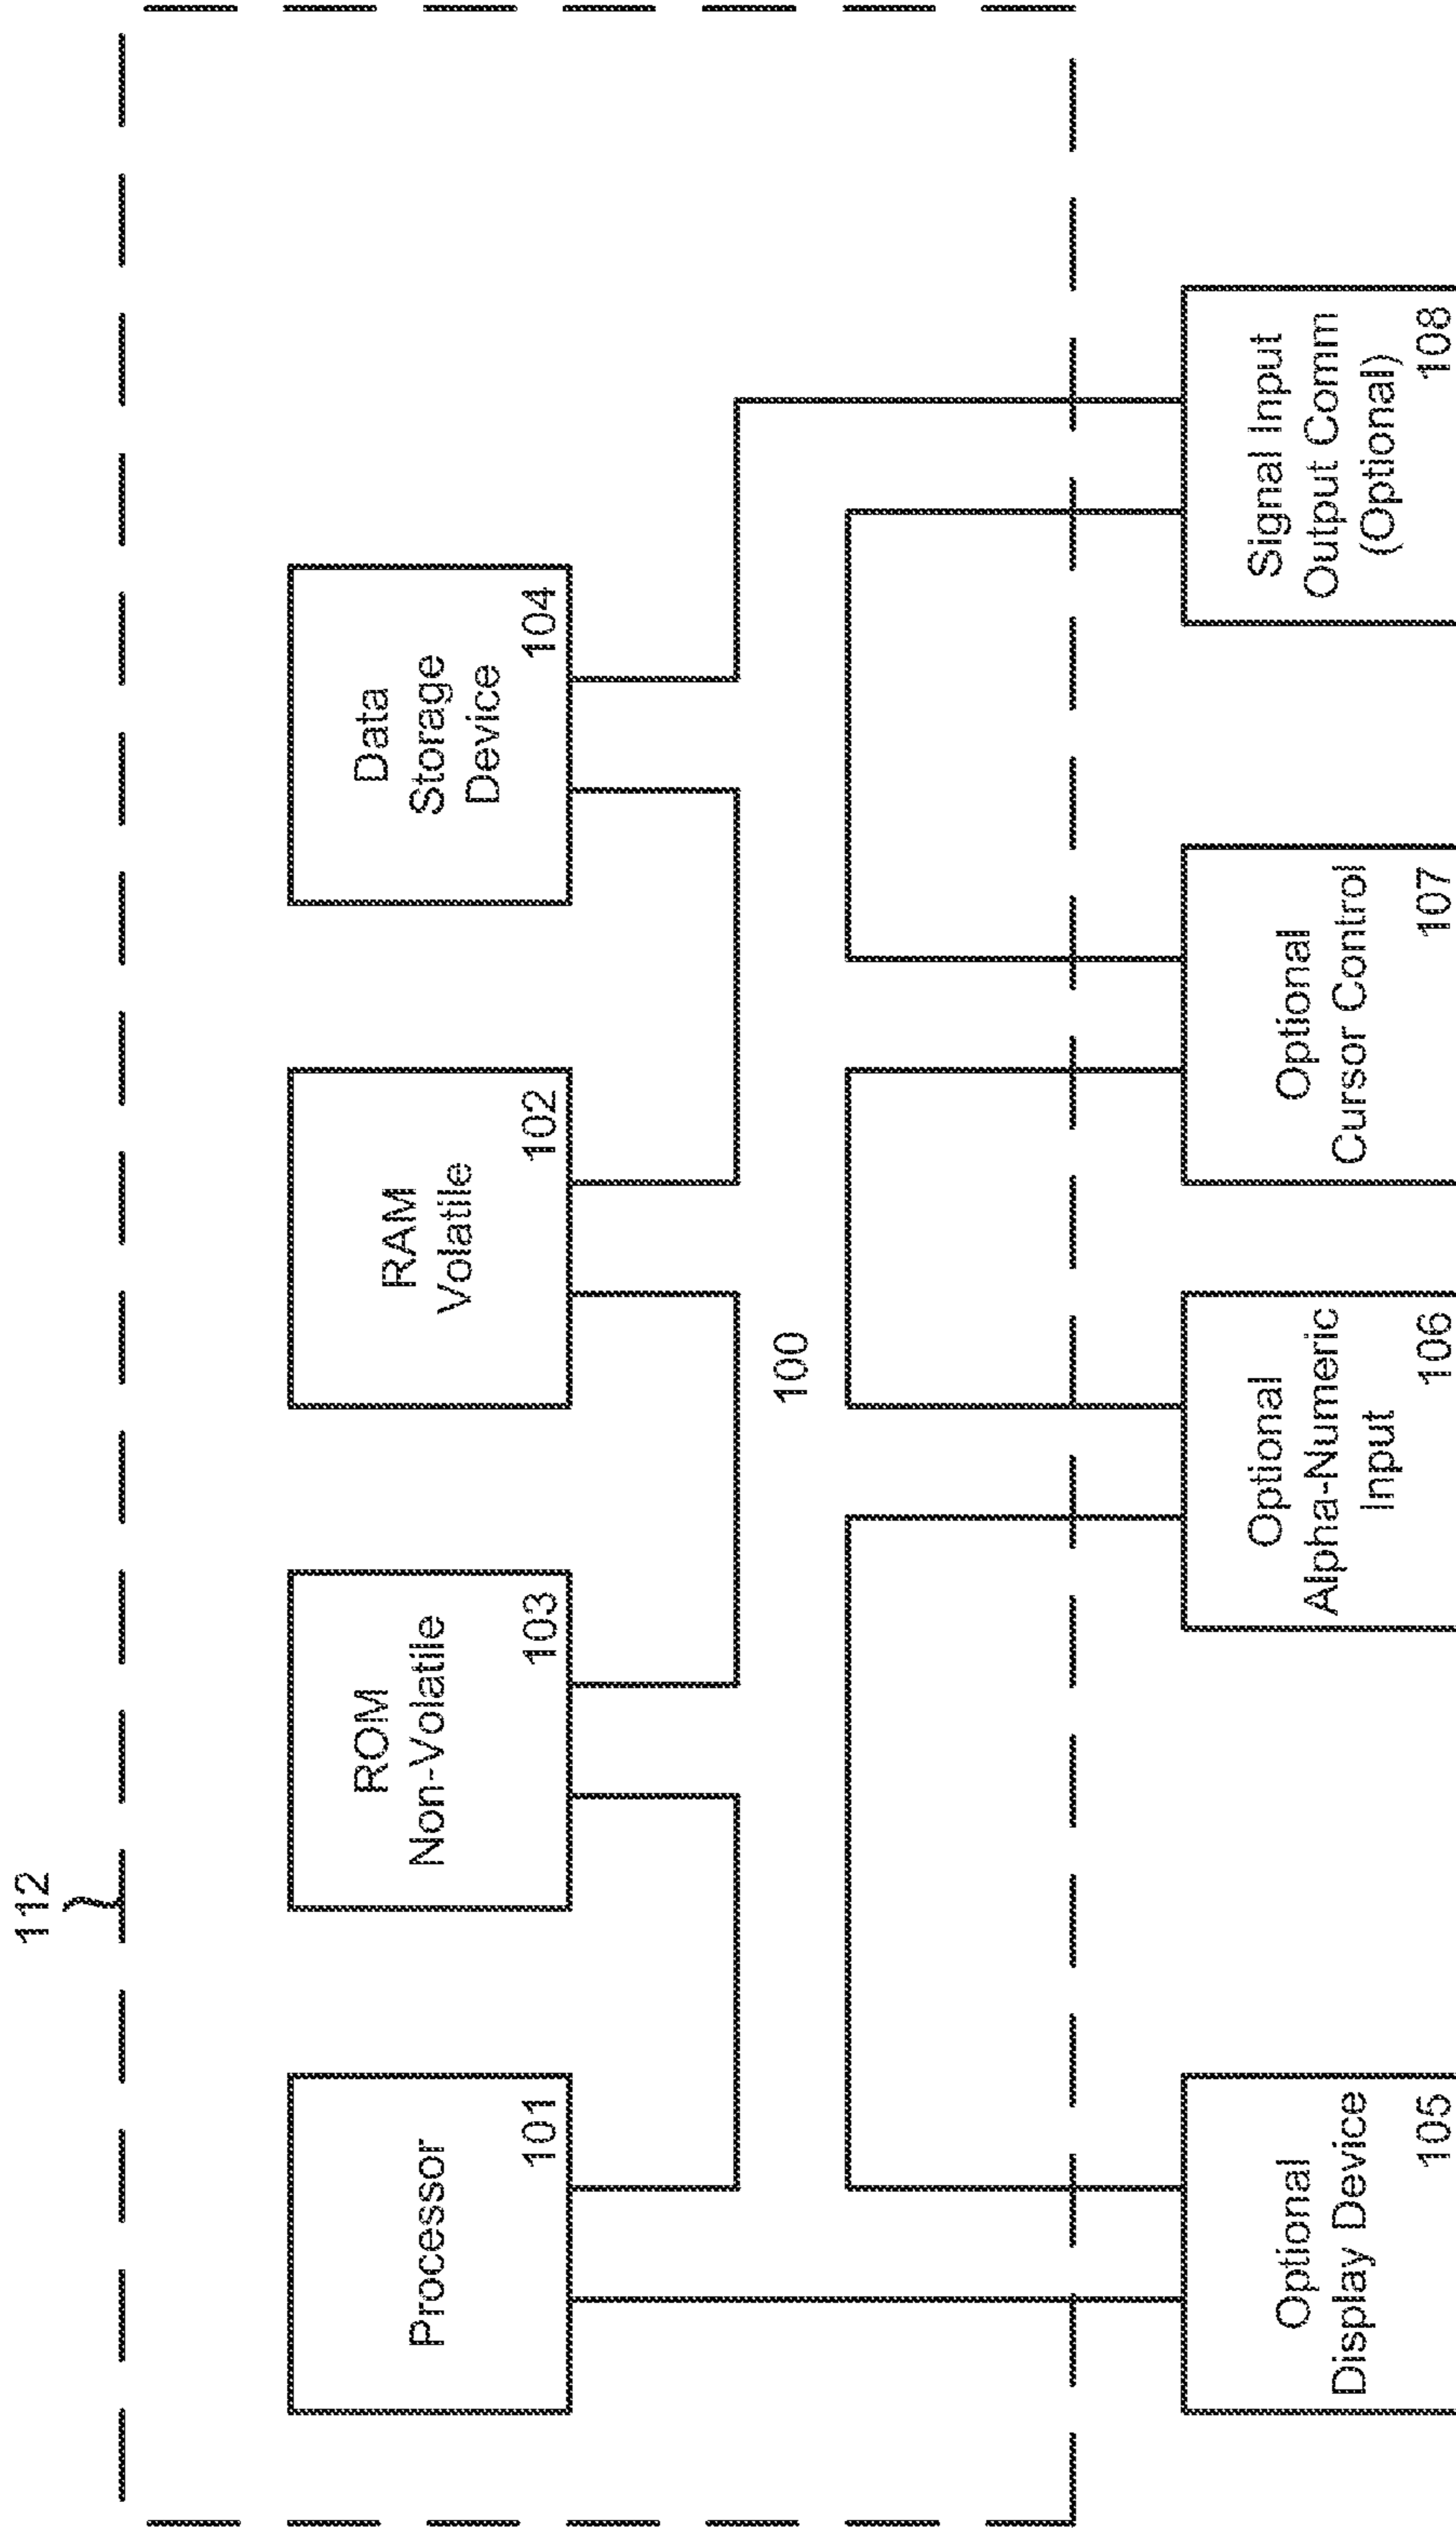 112
Processor
101
ROM
Non-Volatile
103
RAM
Volatile
102
Data
Storage
Device
104
100
Optional
Display Device
105
Optional
Alpha-Numeric
Input
106
Optional
Cursor Control
107
Signal Input
Output Comm
(Optional)
108